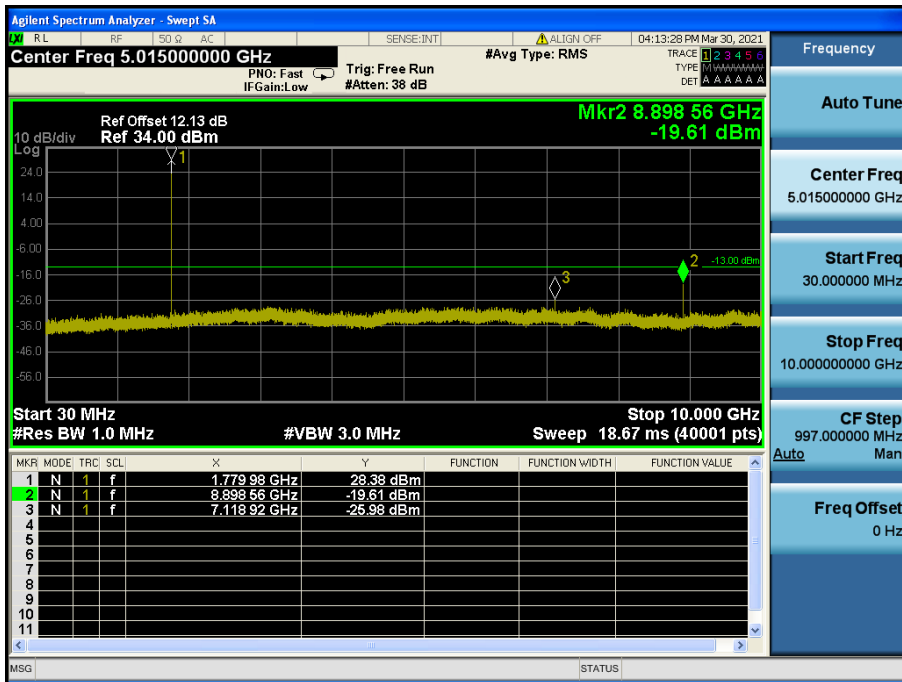 Agilent Spectrum Analyzer - Swept SA
LXI RL RF 50 Ω AC SENSE:INT ALIGN OFF 04:13:28 PM Mar 30, 2021
Center Freq 5.015000000 GHz
PNO: Fast
IFGain:Low
Trig: Free Run
#Atten: 38 dB
#Avg Type: RMS
TRACE 1 2 3 4 5 6
TYPE MWWWWW
DET A A A A A A
Frequency
Auto Tune
Center Freq
5.015000000 GHz
Start Freq
30.000000 MHz
Stop Freq
10.000000000 GHz
CF Step
997.000000 MHz
Auto Man
Freq Offset
0 Hz
Mkr2 8.898 56 GHz
-19.61 dBm
Ref Offset 12.13 dB
10 dB/div Ref 34.00 dBm
Log
24.0
14.0
4.00
-6.00
-16.0
-26.0
-36.0
-46.0
-56.0
1
2
3
-13.00 dBm
Start 30 MHz Stop 10.000 GHz
#Res BW 1.0 MHz #VBW 3.0 MHz Sweep 18.67 ms (40001 pts)
MKR MODE TRC SCL X Y FUNCTION FUNCTION WIDTH FUNCTION VALUE
1 N 1 f 1.779 98 GHz 28.38 dBm
2 N 1 f 8.898 56 GHz -19.61 dBm
3 N 1 f 7.118 92 GHz -25.98 dBm
4
5
6
7
8
9
10
11
MSG STATUS